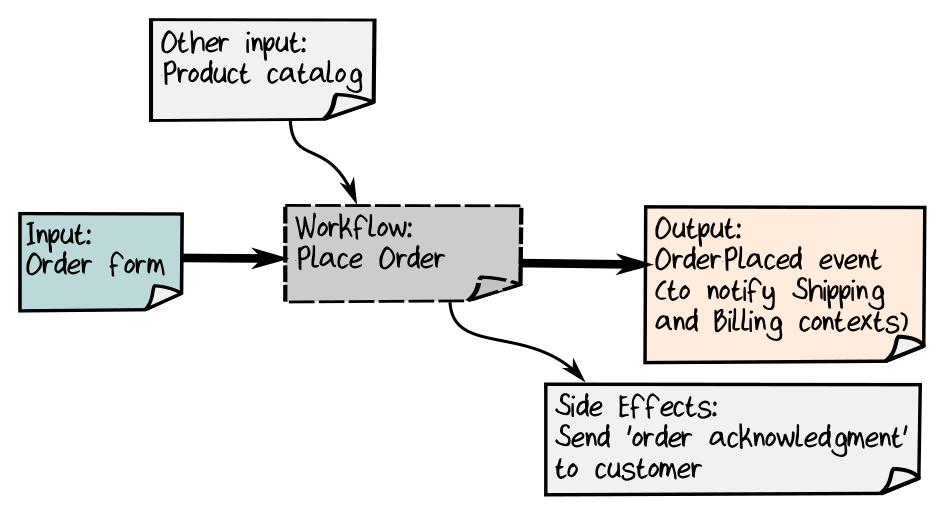 Other input:
Product catalog
Input:
Order form
Workflow:
Place Order
Output:
OrderPlaced event
(to notify Shipping
and Billing contexts)
Side Effects:
Send 'order acknowledgment'
to customer